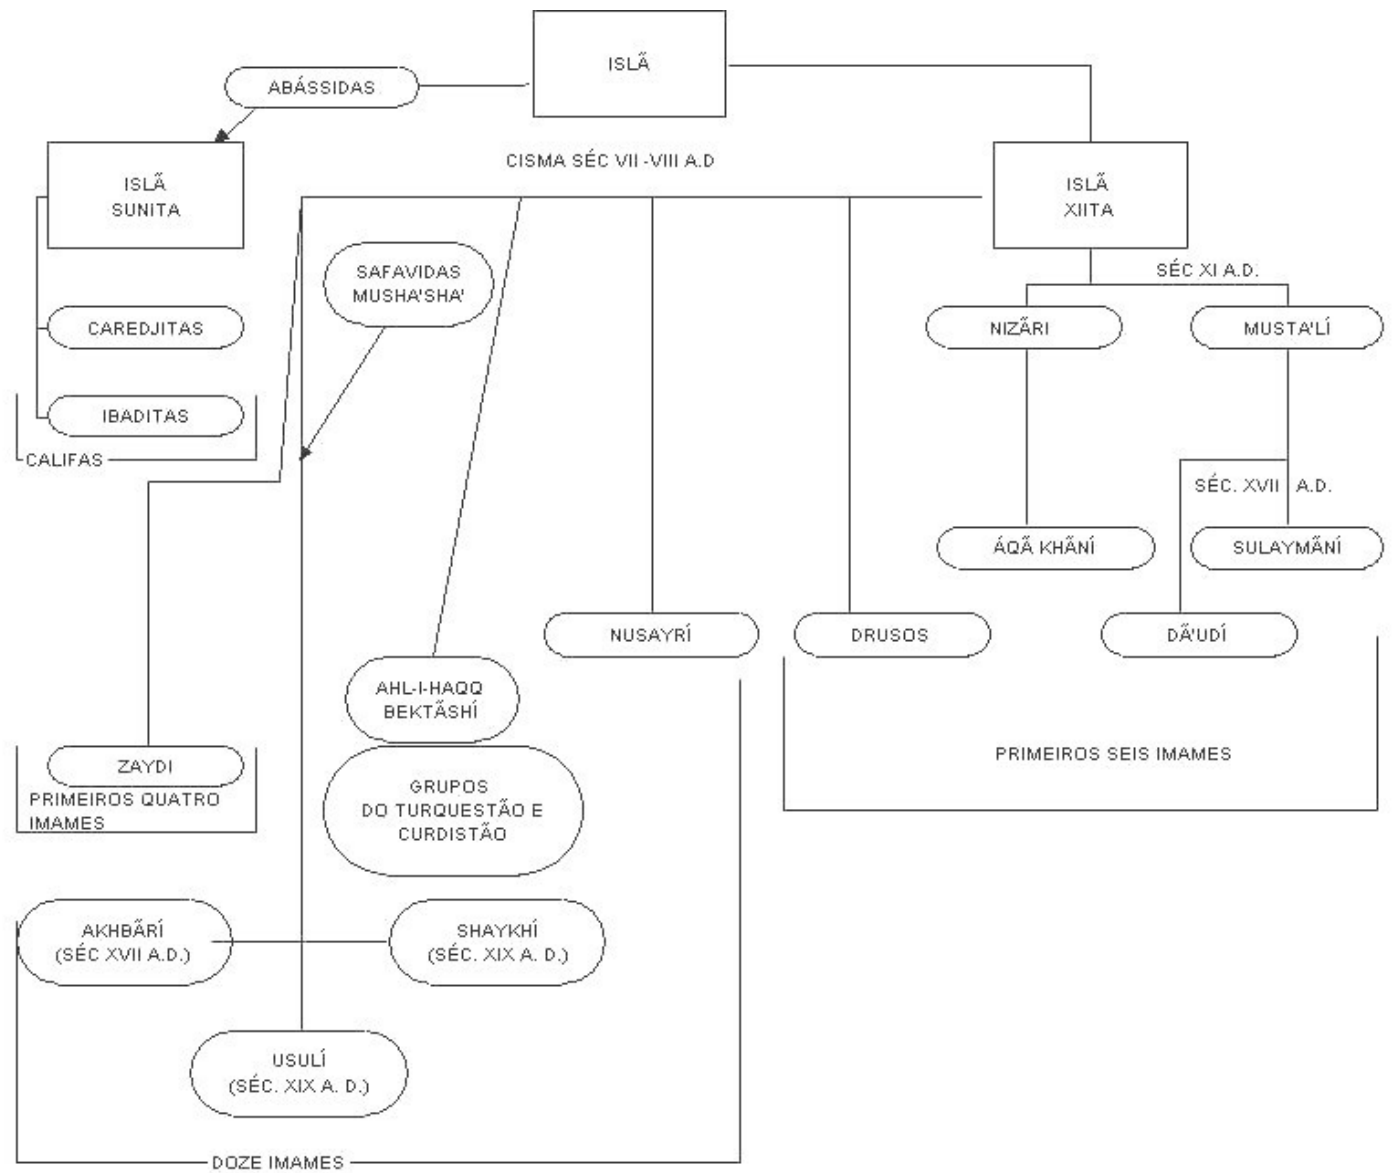 ISLÃ
ABÁSSIDAS
CISMA SÉC VII -VIII A.D
ISLÃ
SUNITA
ISLÃ
XIITA
SAFAVIDAS
MUSHA'SHA'
SÉC XI A.D.
CAREDJITAS
NIZÃRI
MUSTA'LÍ
IBADITAS
CALIFAS
SÉC. XVII A.D.
ÁQÃ KHÃNÍ
SULAYMÃNÍ
NUSAYRÍ
DRUSOS
DÃ'UDÍ
AHL-I-HAQQ
BEKTÃSHÍ
PRIMEIROS SEIS IMAMES
ZAYDI
PRIMEIROS QUATRO
IMAMES
GRUPOS
DO TURQUESTÃO E
CURDISTÃO
AKHBÃRÍ
(SÉC XVII A.D.)
SHAYKHÍ
(SÉC. XIX A. D.)
USULÍ
(SÉC. XIX A. D.)
DOZE IMAMES